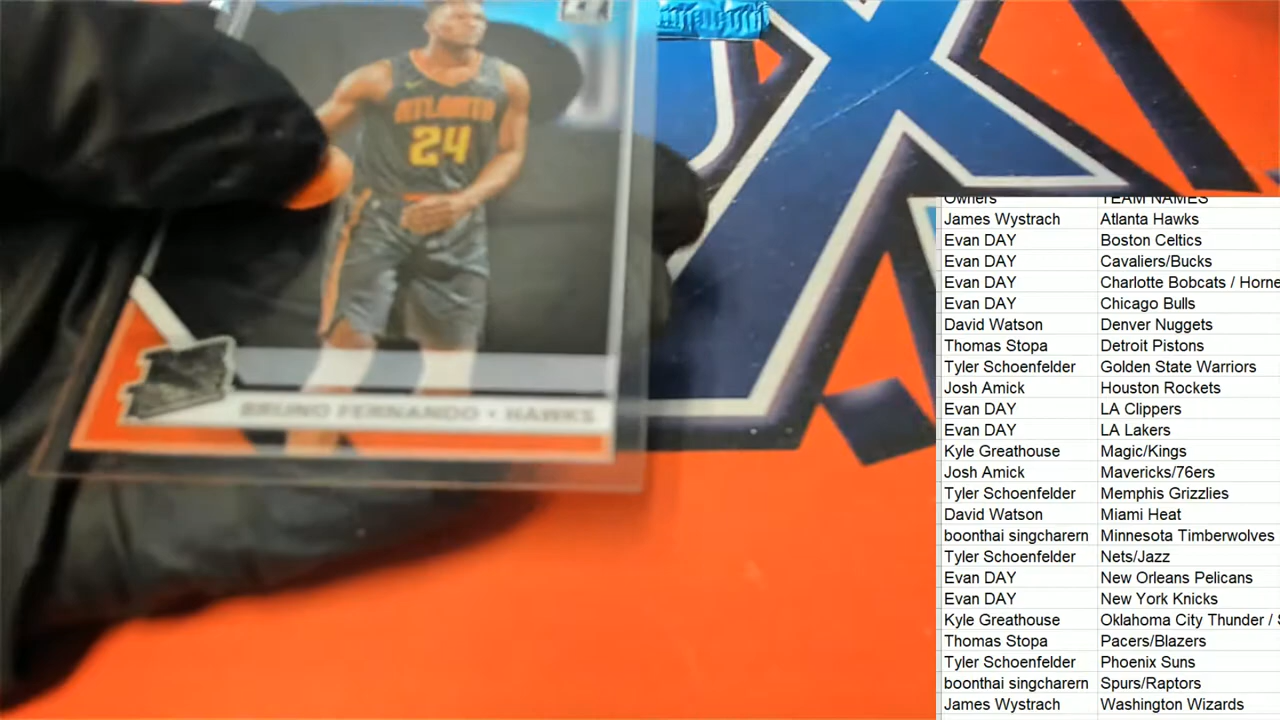 ATLANTA
24
BRUNO FERNANDO • HAWKS
Owners TEAM NAMES
James Wystrach Atlanta Hawks
Evan DAY Boston Celtics
Evan DAY Cavaliers/Bucks
Evan DAY Charlotte Bobcats / Horne
Evan DAY Chicago Bulls
David Watson Denver Nuggets
Thomas Stopa Detroit Pistons
Tyler Schoenfelder Golden State Warriors
Josh Amick Houston Rockets
Evan DAY LA Clippers
Evan DAY LA Lakers
Kyle Greathouse Magic/Kings
Josh Amick Mavericks/76ers
Tyler Schoenfelder Memphis Grizzlies
David Watson Miami Heat
boonthai singcharern Minnesota Timberwolves
Tyler Schoenfelder Nets/Jazz
Evan DAY New Orleans Pelicans
Evan DAY New York Knicks
Kyle Greathouse Oklahoma City Thunder / S
Thomas Stopa Pacers/Blazers
Tyler Schoenfelder Phoenix Suns
boonthai singcharern Spurs/Raptors
James Wystrach Washington Wizards